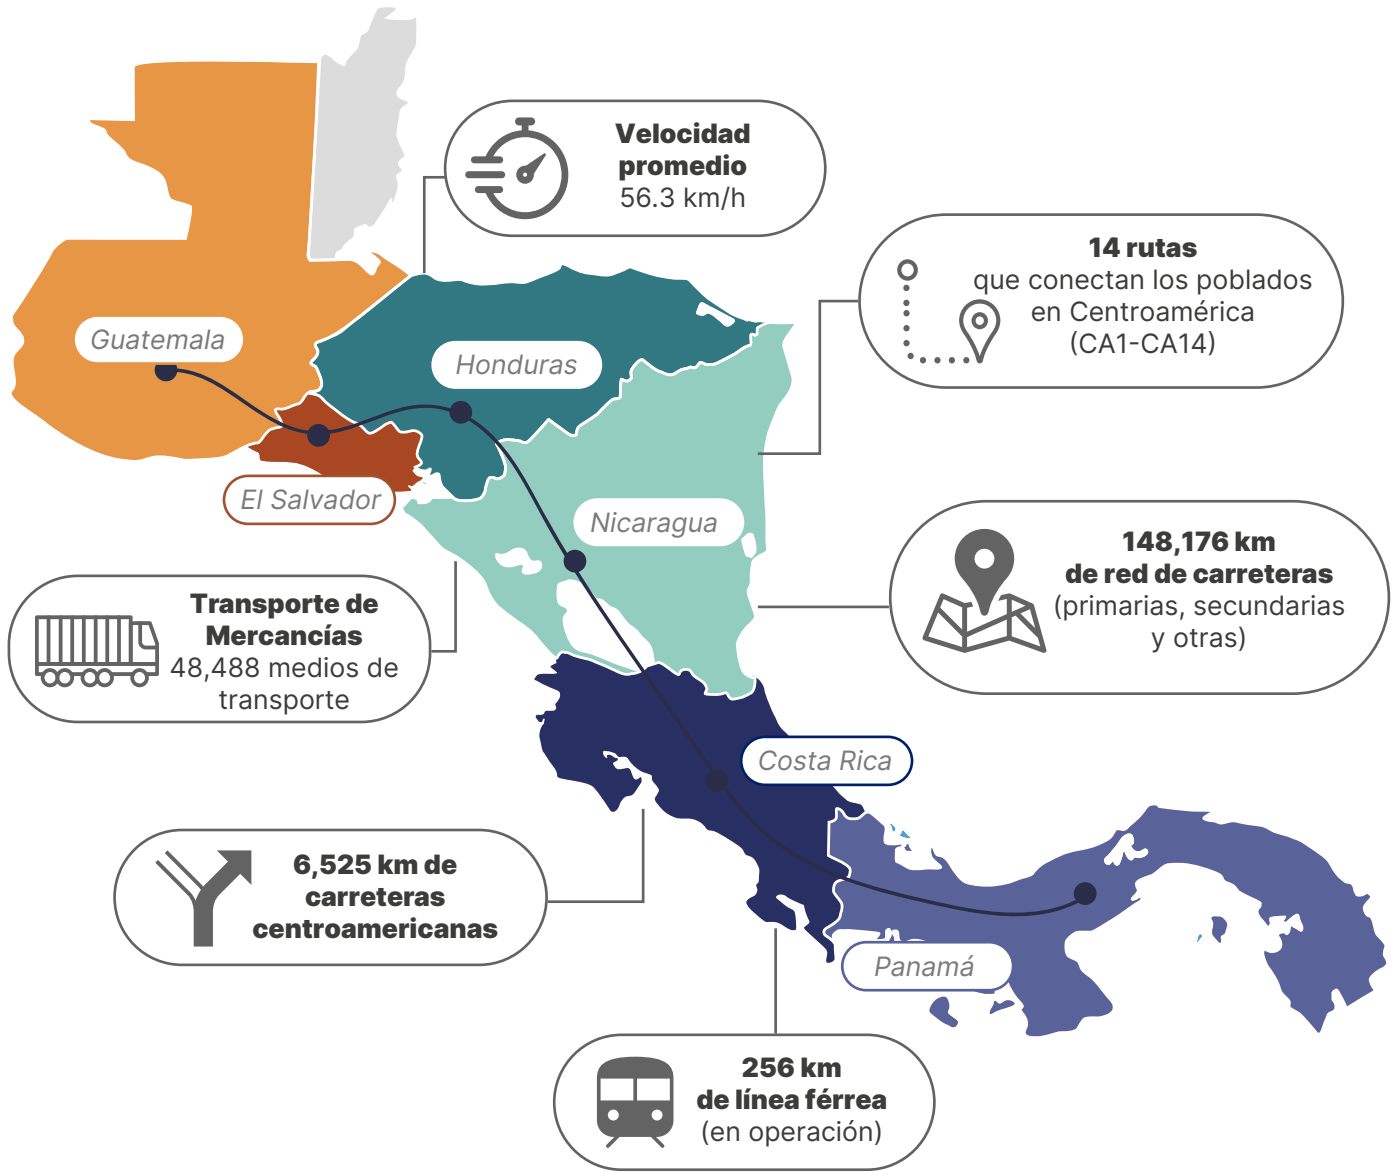 Velocidad
promedio
56.3 km/h
14 rutas
que conectan los poblados
en Centroamérica
(CA1-CA14)
Guatemala
Honduras
El Salvador
Nicaragua
148,176 km
de red de carreteras
(primarias, secundarias
y otras)
Transporte de
Mercancías
48,488 medios de
transporte
Costa Rica
6,525 km de
carreteras
centroamericanas
Panamá
256 km
de línea férrea
(en operación)